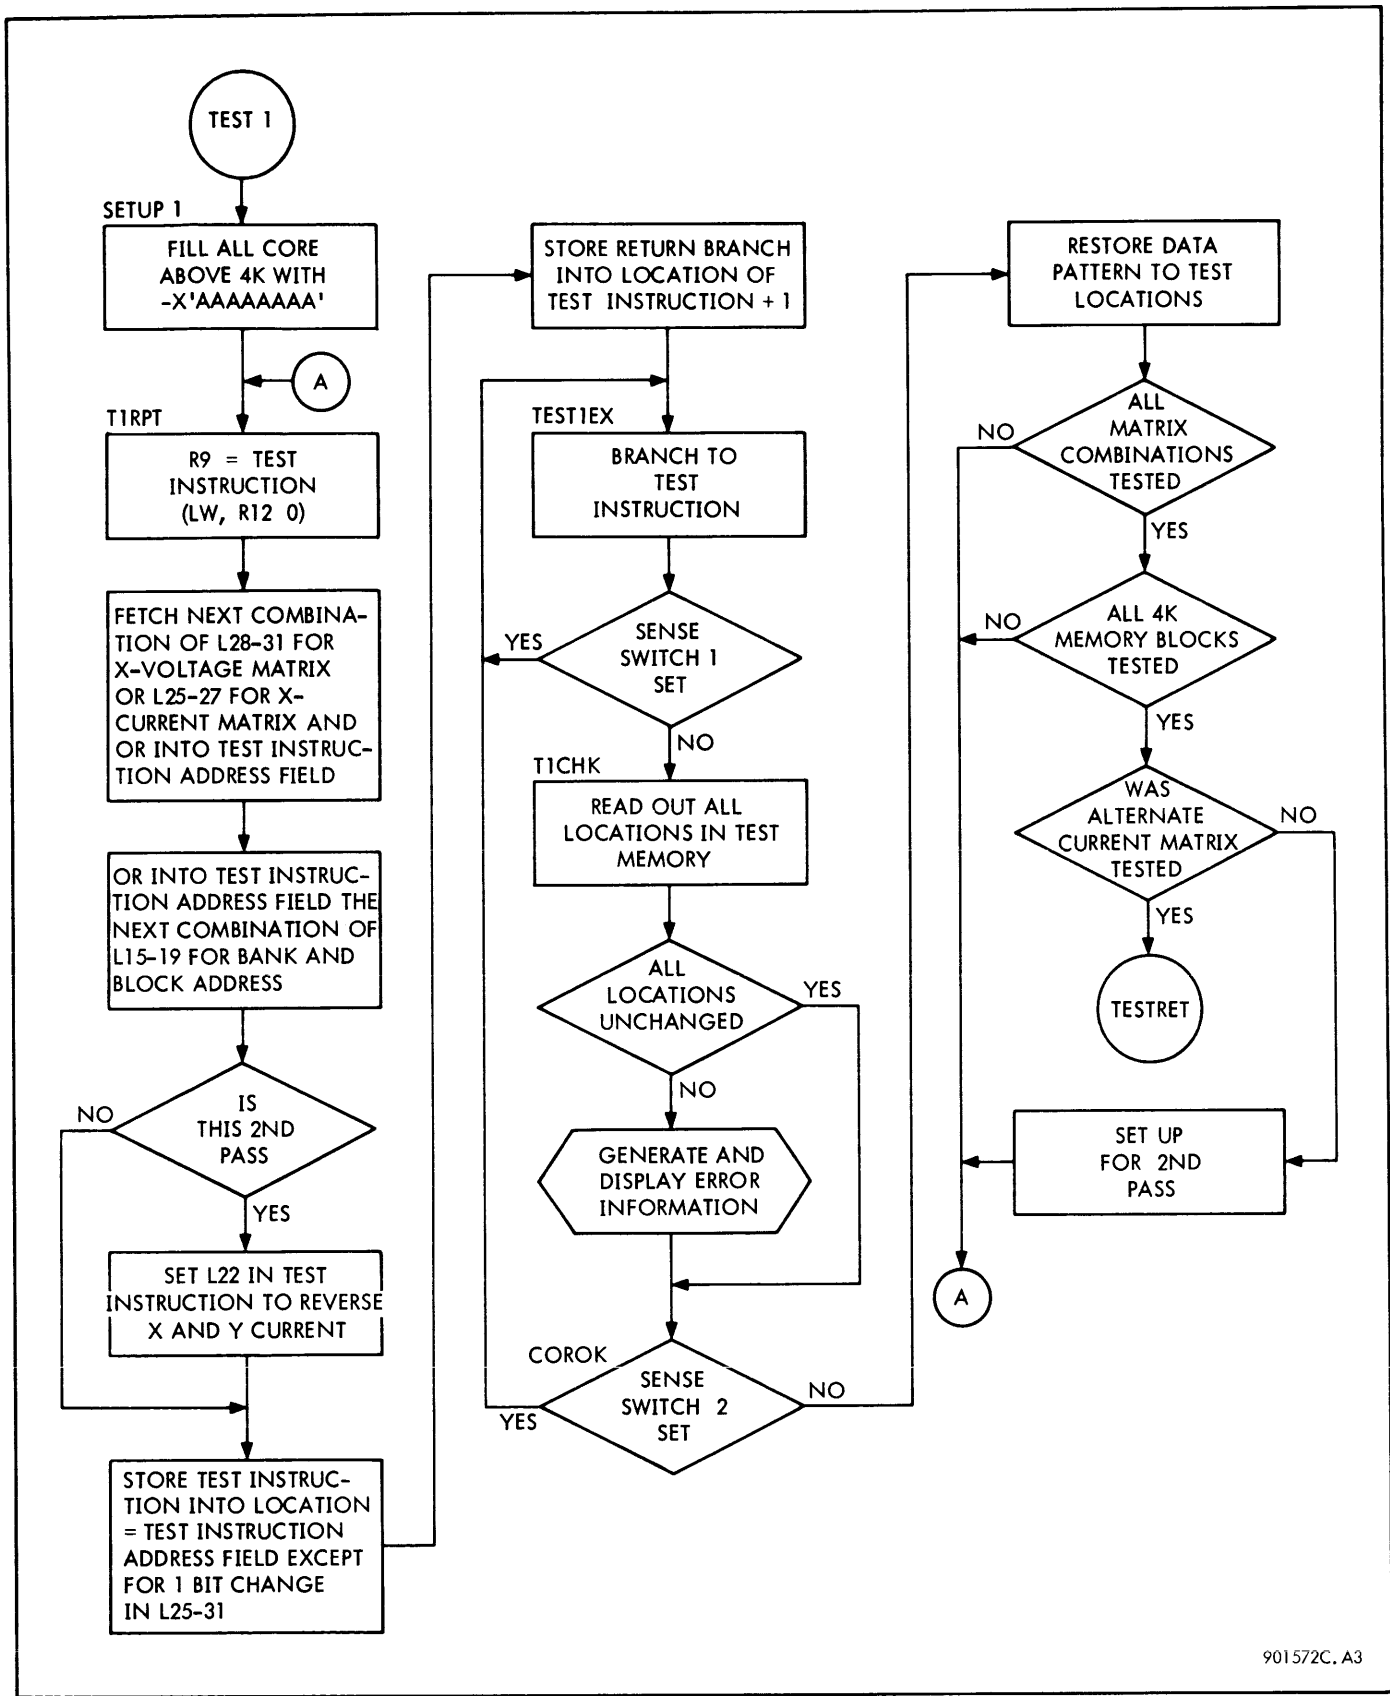 TEST 1
SETUP 1
FILL ALL CORE
ABOVE 4K WITH
-X'AAAAAAAA'
A
T1RPT
R9 = TEST
INSTRUCTION
(LW, R12 0)
FETCH NEXT COMBINA-
TION OF L28-31 FOR
X-VOLTAGE MATRIX
OR L25-27 FOR X-
CURRENT MATRIX AND
OR INTO TEST INSTRUC-
TION ADDRESS FIELD
OR INTO TEST INSTRUC-
TION ADDRESS FIELD THE
NEXT COMBINATION OF
L15-19 FOR BANK AND
BLOCK ADDRESS
IS
THIS 2ND
PASS
NO
YES
SET L22 IN TEST
INSTRUCTION TO REVERSE
X AND Y CURRENT
STORE TEST INSTRUC-
TION INTO LOCATION
= TEST INSTRUCTION
ADDRESS FIELD EXCEPT
FOR 1 BIT CHANGE
IN L25-31
STORE RETURN BRANCH
INTO LOCATION OF
TEST INSTRUCTION + 1
TEST1EX
BRANCH TO
TEST
INSTRUCTION
YES
SENSE
SWITCH 1
SET
NO
T1CHK
READ OUT ALL
LOCATIONS IN TEST
MEMORY
ALL
LOCATIONS
UNCHANGED
YES
NO
GENERATE AND
DISPLAY ERROR
INFORMATION
COROK
SENSE
SWITCH 2
SET
YES
NO
RESTORE DATA
PATTERN TO TEST
LOCATIONS
NO
ALL
MATRIX
COMBINATIONS
TESTED
YES
NO
ALL 4K
MEMORY BLOCKS
TESTED
YES
WAS
ALTERNATE
CURRENT MATRIX
TESTED
NO
YES
TESTRET
SET UP
FOR 2ND
PASS
A
901572C. A3